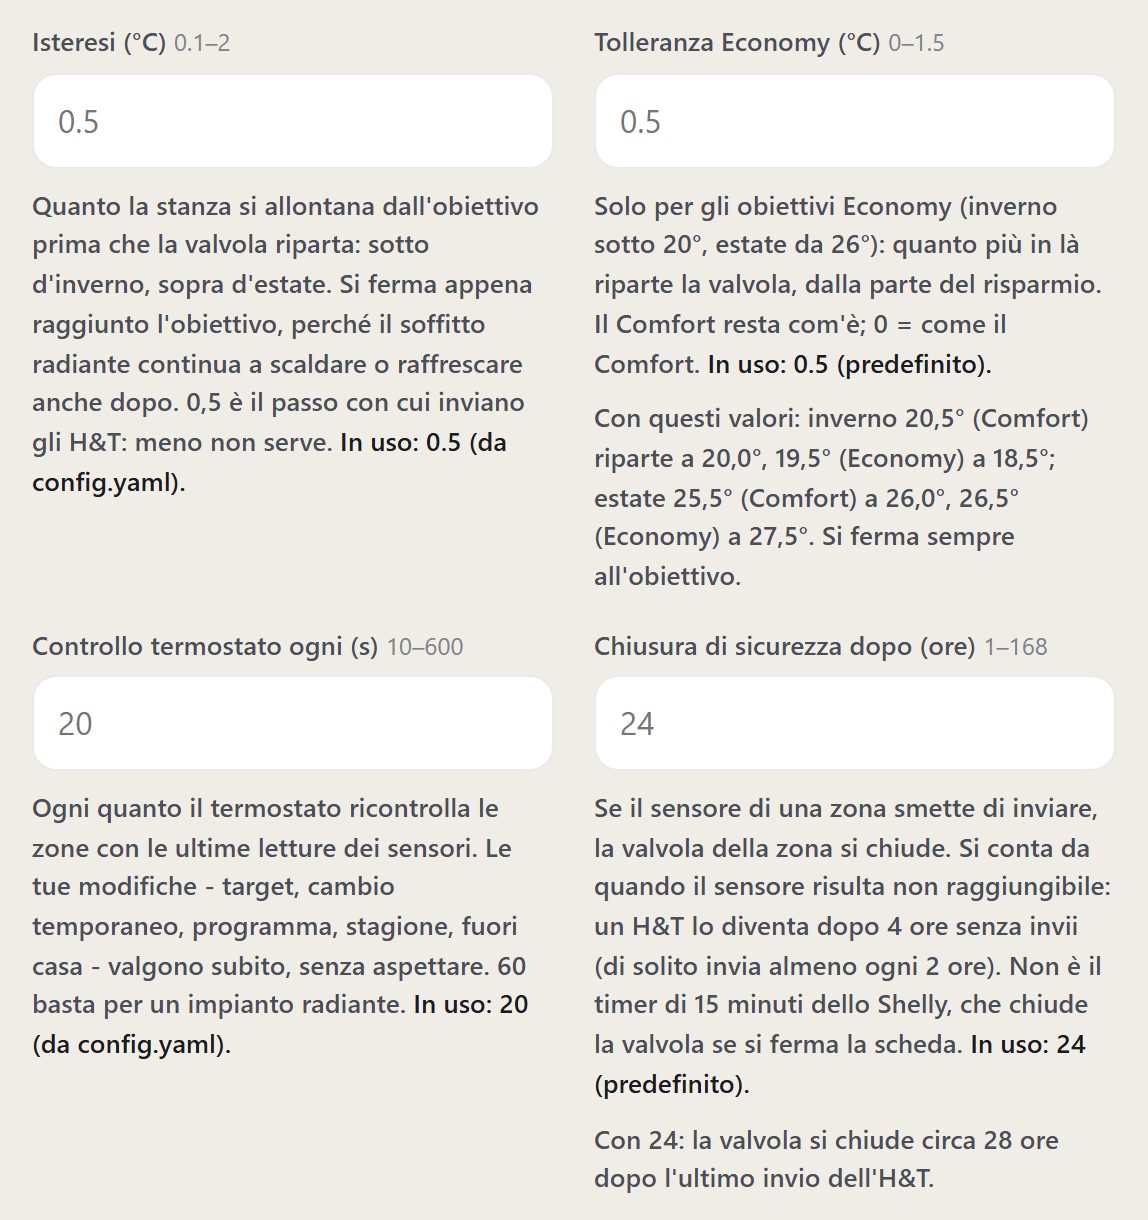 Isteresi (°C) 0.1–2
0.5
Quanto la stanza si allontana dall'obiettivo
prima che la valvola riparta: sotto
d'inverno, sopra d'estate. Si ferma appena
raggiunto l'obiettivo, perché il soffitto
radiante continua a scaldare o raffrescare
anche dopo. 0,5 è il passo con cui inviano
gli H&T: meno non serve. In uso: 0.5 (da
config.yaml).
Tolleranza Economy (°C) 0–1.5
0.5
Solo per gli obiettivi Economy (inverno
sotto 20°, estate da 26°): quanto più in là
riparte la valvola, dalla parte del risparmio.
Il Comfort resta com'è; 0 = come il
Comfort. In uso: 0.5 (predefinito).
Con questi valori: inverno 20,5° (Comfort)
riparte a 20,0°, 19,5° (Economy) a 18,5°;
estate 25,5° (Comfort) a 26,0°, 26,5°
(Economy) a 27,5°. Si ferma sempre
all'obiettivo.
Controllo termostato ogni (s) 10–600
20
Ogni quanto il termostato ricontrolla le
zone con le ultime letture dei sensori. Le
tue modifiche - target, cambio
temporaneo, programma, stagione, fuori
casa - valgono subito, senza aspettare. 60
basta per un impianto radiante. In uso: 20
(da config.yaml).
Chiusura di sicurezza dopo (ore) 1–168
24
Se il sensore di una zona smette di inviare,
la valvola della zona si chiude. Si conta da
quando il sensore risulta non raggiungibile:
un H&T lo diventa dopo 4 ore senza invii
(di solito invia almeno ogni 2 ore). Non è il
timer di 15 minuti dello Shelly, che chiude
la valvola se si ferma la scheda. In uso: 24
(predefinito).
Con 24: la valvola si chiude circa 28 ore
dopo l'ultimo invio dell'H&T.